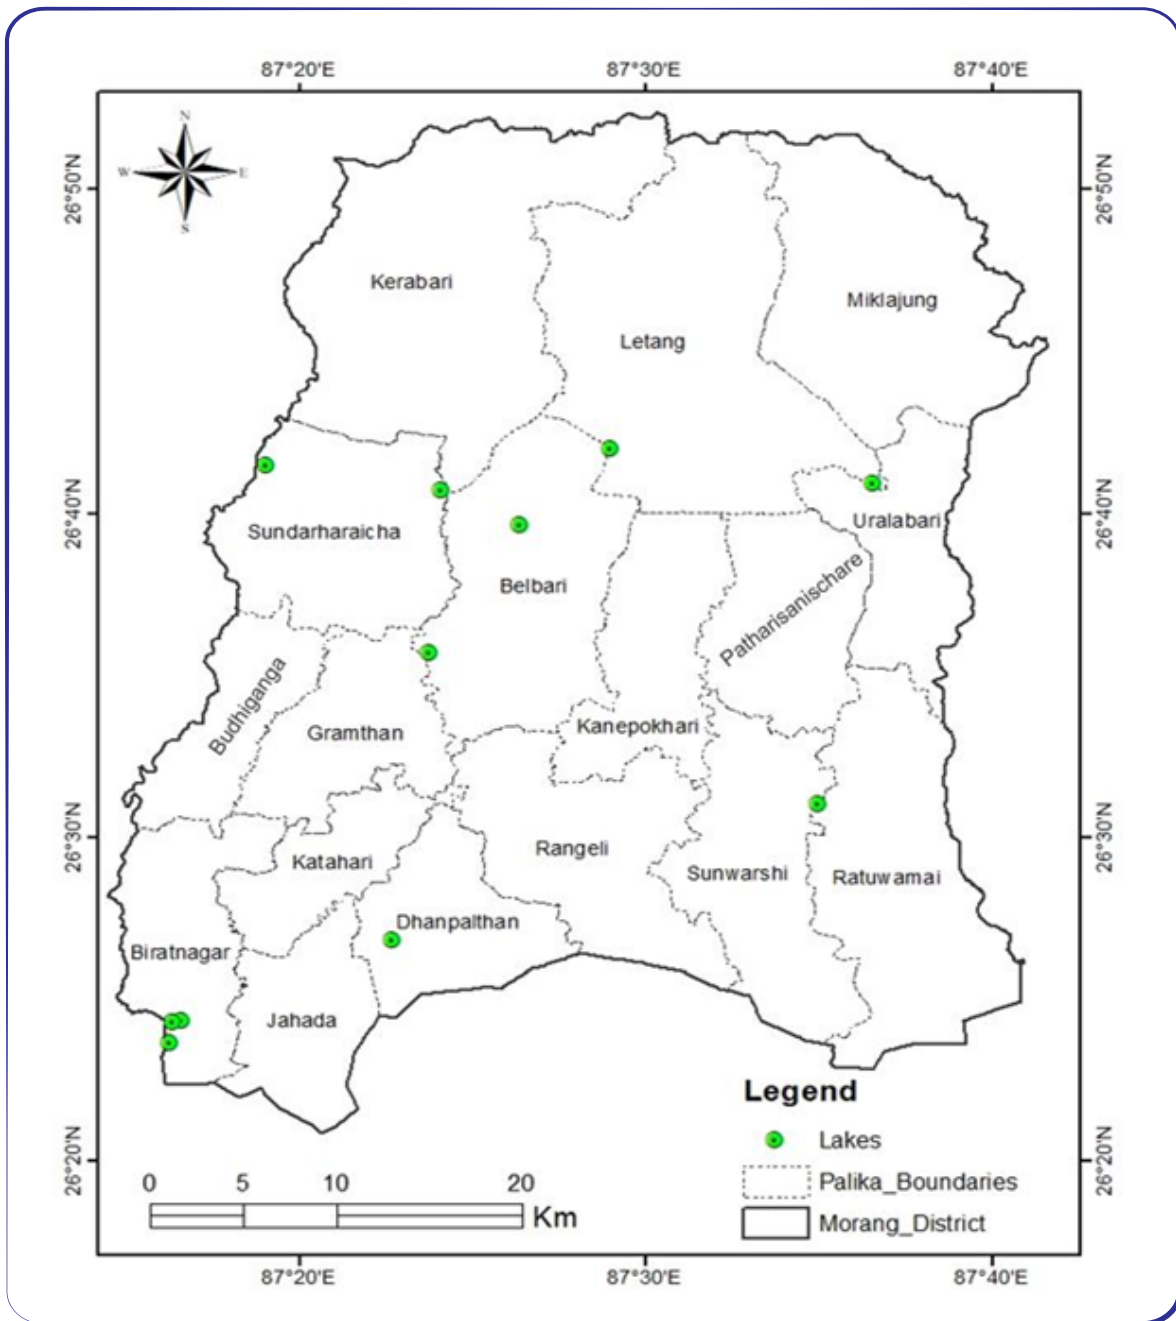 87°20'E
87°30'E
87°40'E
N
W
E
S
26°50'N
26°50'N
Kerabari
Miklajung
Letang
26°40'N
26°40'N
Sundarharaicha
Uralabari
Belbari
Patharisanischare
Budhiganga
Gramthan
Kanepokhari
26°30'N
26°30'N
Katahari
Rangeli
Sunwarshi
Ratuwamai
Dhanpalthan
Biratnagar
Jahada
Legend
Lakes
Palika_Boundaries
Morang_District
26°20'N
26°20'N
0 5 10 20
Km
87°20'E
87°30'E
87°40'E